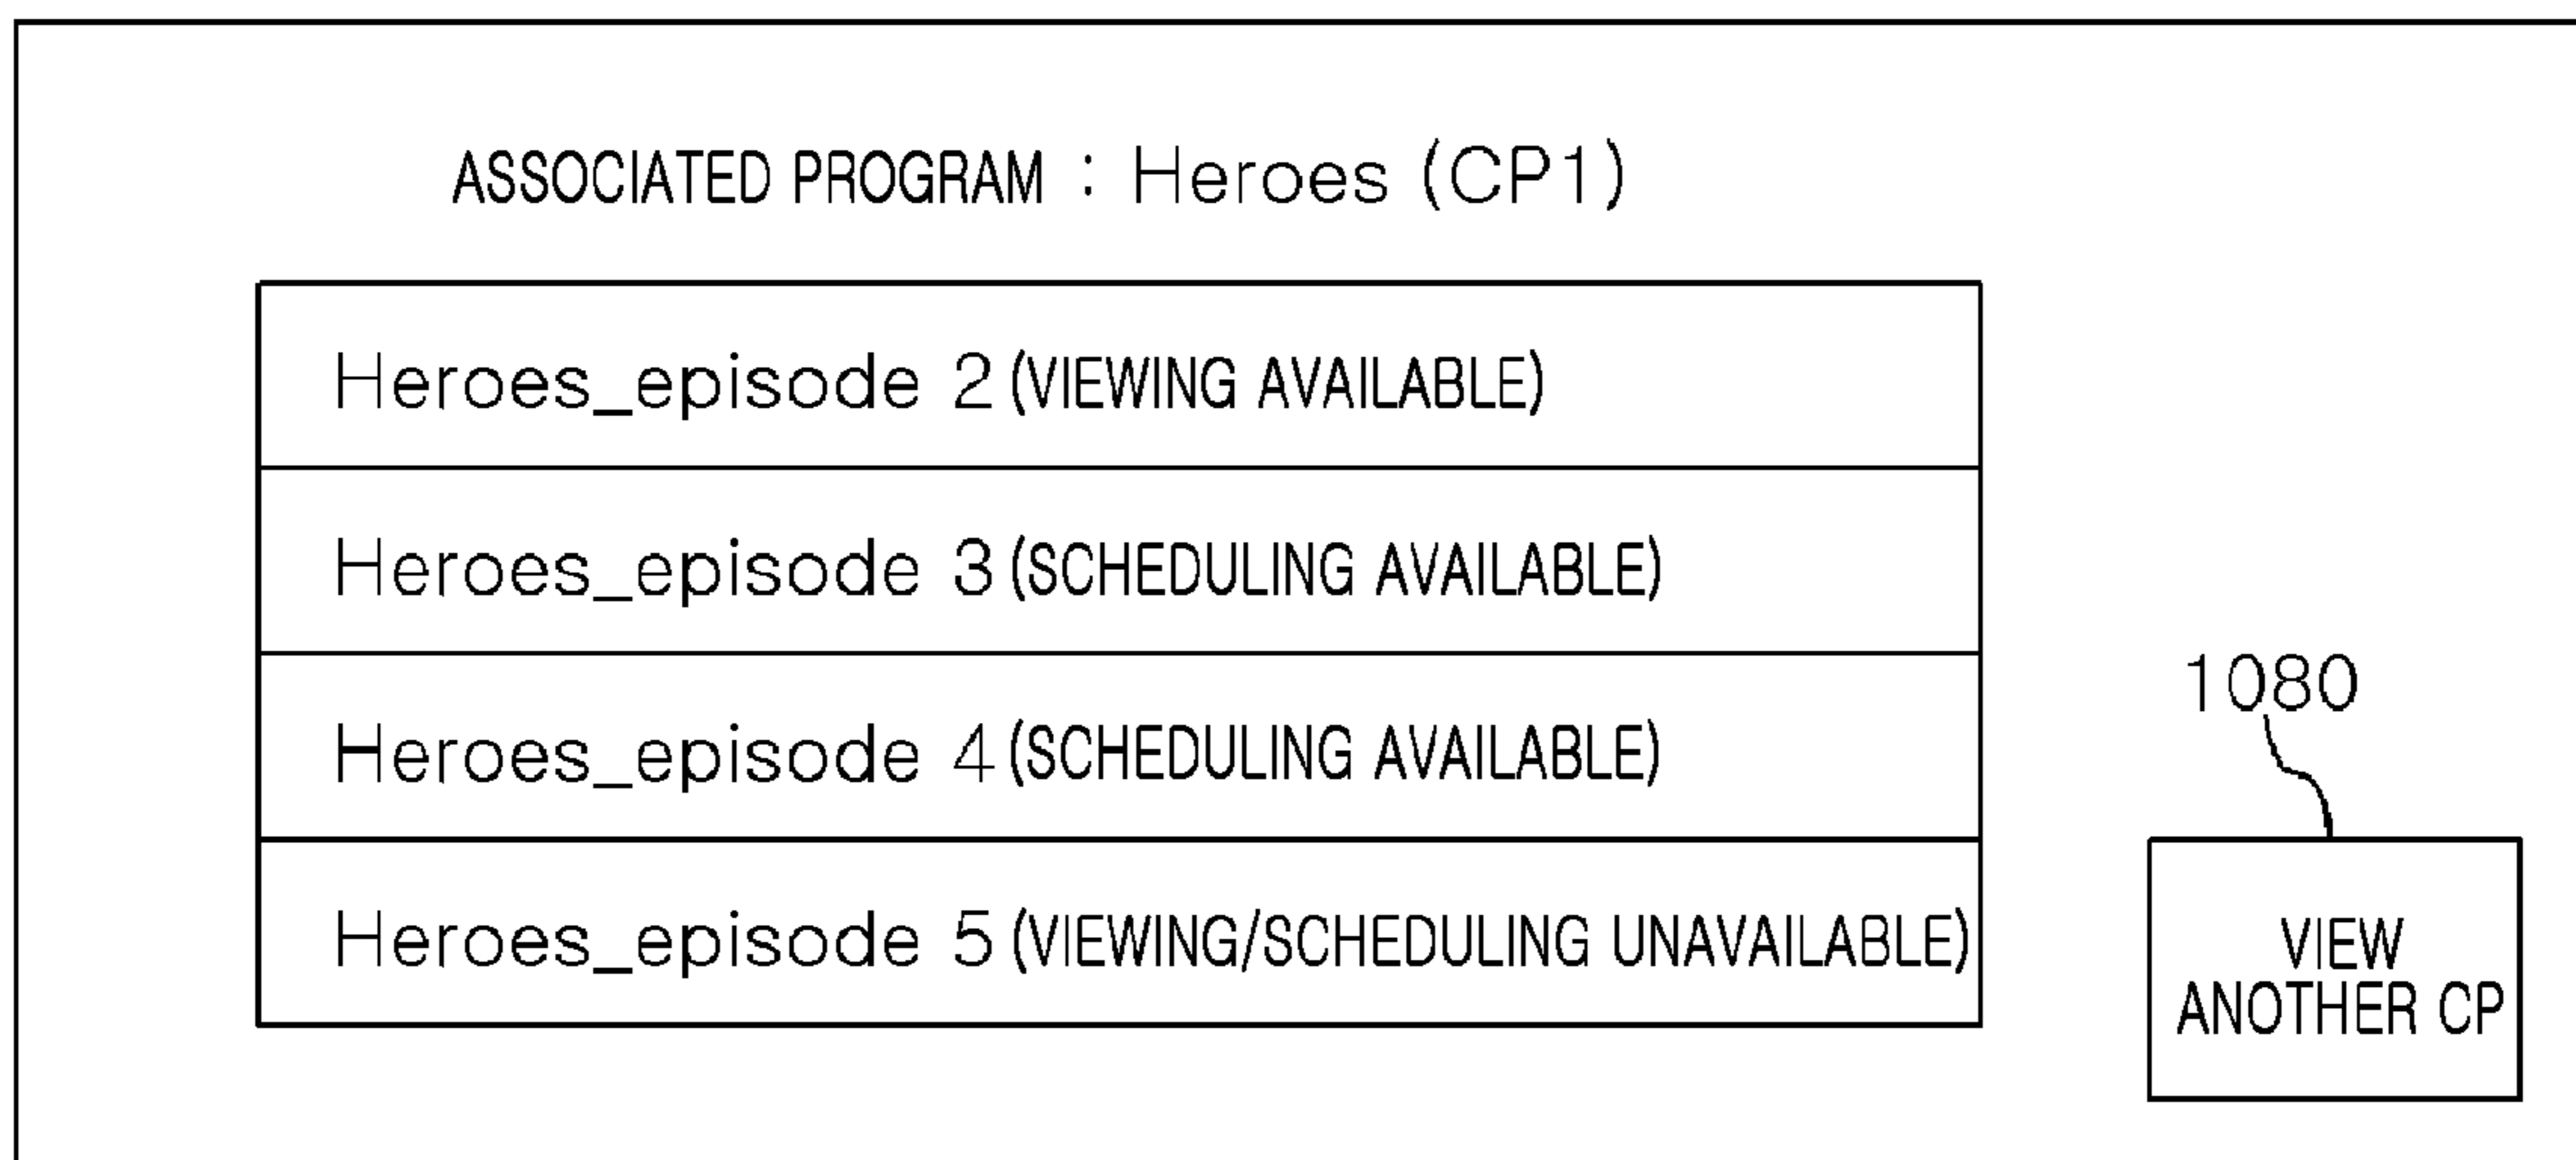 ASSOCIATED PROGRAM : Heroes (CP1)
Heroes_episode 2 (VIEWING AVAILABLE)
Heroes_episode 3 (SCHEDULING AVAILABLE)
Heroes_episode 4 (SCHEDULING AVAILABLE)
Heroes_episode 5 (VIEWING/SCHEDULING UNAVAILABLE)
1080
VIEW
ANOTHER CP